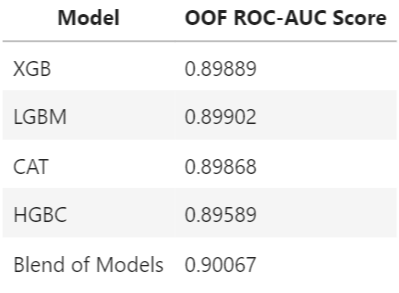 Model OOF ROC-AUC Score
XGB 0.89889
LGBM 0.89902
CAT 0.89868
HGBC 0.89589
Blend of Models 0.90067